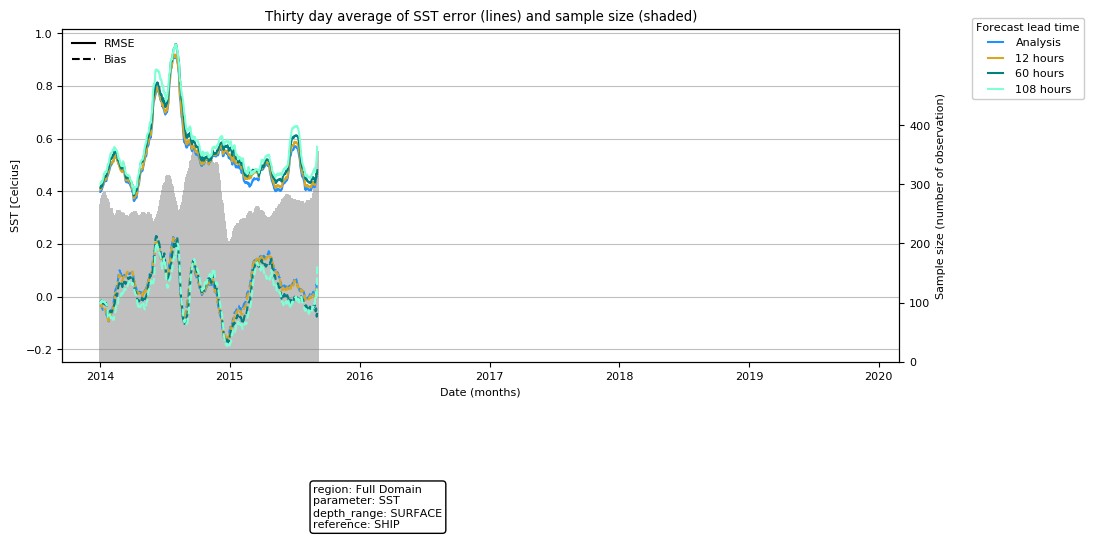 Thirty day average of SST error (lines) and sample size (shaded)
RMSE
Bias
1.0
0.8
0.6
0.4
0.2
0.0
−0.2
SST [Celcius]
2014 2015 2016 2017 2018 2019 2020
Date (months)
400
300
200
100
0
Sample size (number of observation)
Forecast lead time
Analysis
12 hours
60 hours
108 hours
region: Full Domain
parameter: SST
depth_range: SURFACE
reference: SHIP